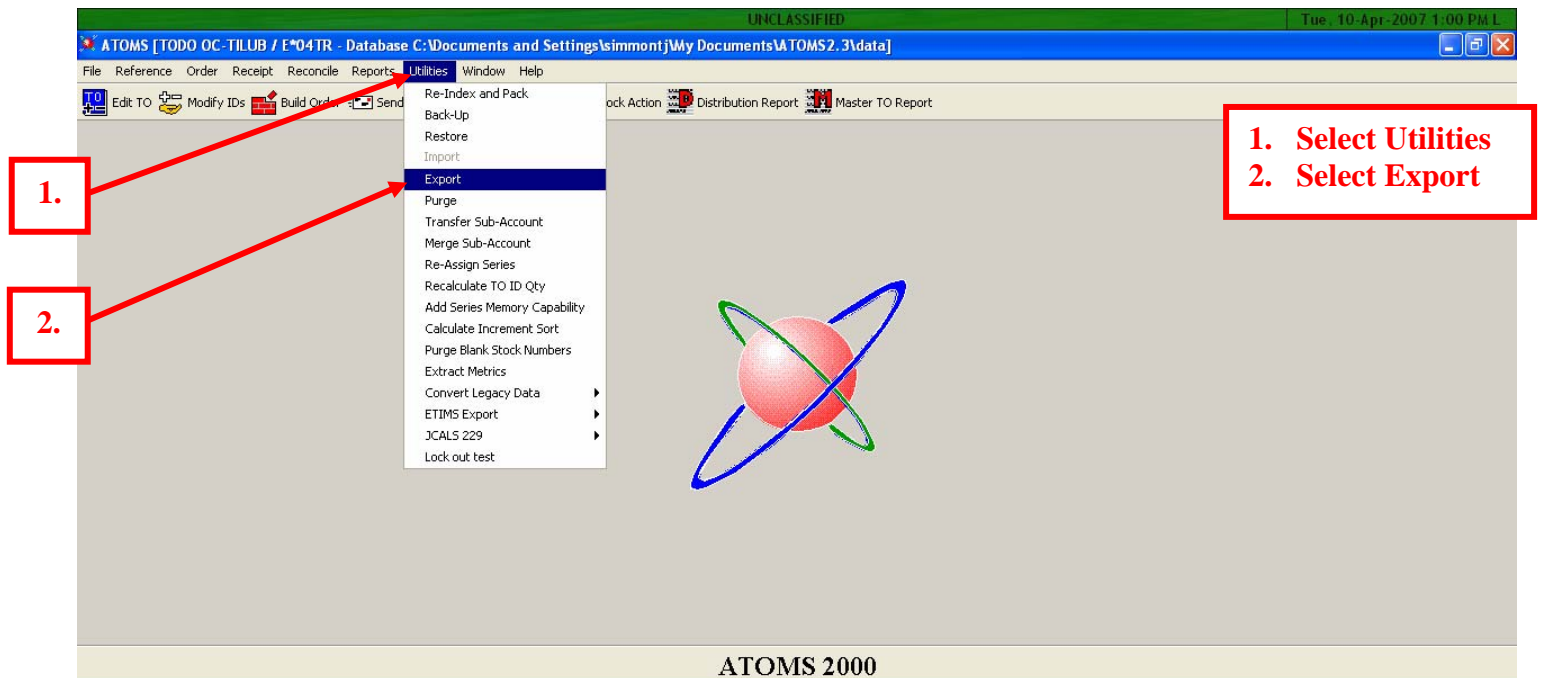 UNCLASSIFIED Tue, 10-Apr-2007 1:00 PM L
ATOMS [TODO OC-TILUB / E*04TR - Database C:\Documents and Settings\simmontj\My Documents\ATOMS2.3\data]
File Reference Order Receipt Reconcile Reports Utilities Window Help
Edit TO Modify IDs Build Order Send ock Action Distribution Report Master TO Report
Re-Index and Pack
Back-Up
Restore
Import
Export
Purge
Transfer Sub-Account
Merge Sub-Account
Re-Assign Series
Recalculate TO ID Qty
Add Series Memory Capability
Calculate Increment Sort
Purge Blank Stock Numbers
Extract Metrics
Convert Legacy Data
ETIMS Export
JCALS 229
Lock out test
1.
2.
1. Select Utilities
2. Select Export
ATOMS 2000